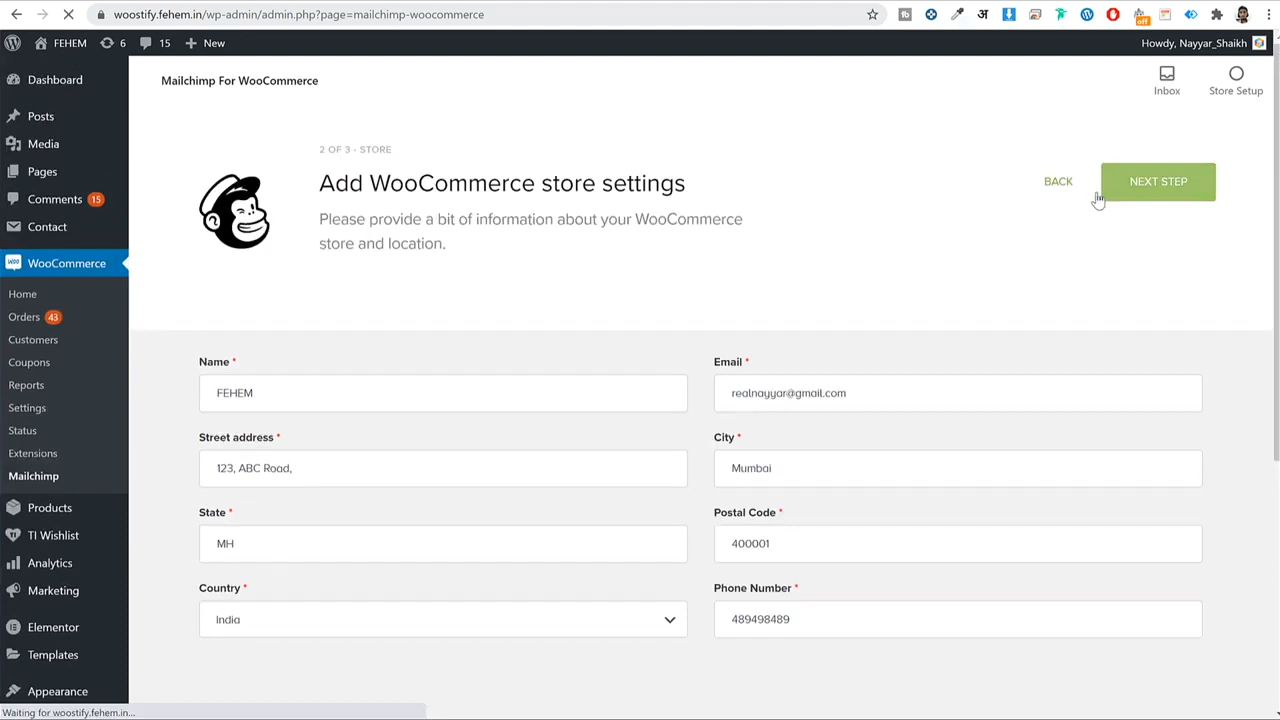 woostify.fehem.in/wp-admin/admin.php?page=mailchimp-woocommerce
off
FEHEM
6
15
New
Howdy, Nayyar_Shaikh
Dashboard
Posts
Media
Pages
Comments 15
Contact
WooCommerce
Home
Orders 43
Customers
Coupons
Reports
Settings
Status
Extensions
Mailchimp
Products
TI Wishlist
Analytics
Marketing
Elementor
Templates
Appearance
Waiting for woostify.fehem.in...
Mailchimp For WooCommerce
Inbox
Store Setup
2 OF 3 - STORE
Add WooCommerce store settings
Please provide a bit of information about your WooCommerce
store and location.
BACK
NEXT STEP
Name *
FEHEM
Email *
realnayyar@gmail.com
Street address *
123, ABC Road,
City *
Mumbai
State *
MH
Postal Code *
400001
Country *
India
Phone Number *
489498489